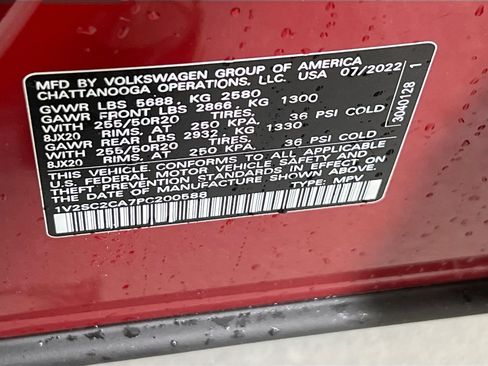 MFD BY VOLKSWAGEN GROUP OF AMERICA
CHATTANOOGA OPERATIONS, LLC. USA 07/2022
GVWR LBS 5688, KG 2580
GAWR FRONT LBS 2866, KG 1300
WITH 255/50R20 TIRES,
8JX20 RIMS, AT 250 KPA, 36 PSI COLD
GAWR REAR LBS 2932, KG 1330
WITH 255/50R20 TIRES,
8JX20 RIMS, AT 250 KPA, 36 PSI COLD
THIS VEHICLE CONFORMS TO ALL APPLICABLE
U.S. FEDERAL MOTOR VEHICLE SAFETY AND
THEFT PREVENTION STANDARDS IN EFFECT ON
THE DATE OF MANUFACTURE SHOWN ABOVE.
1V2SC2CA7PC200588 TYPE: MPV
3040128 1